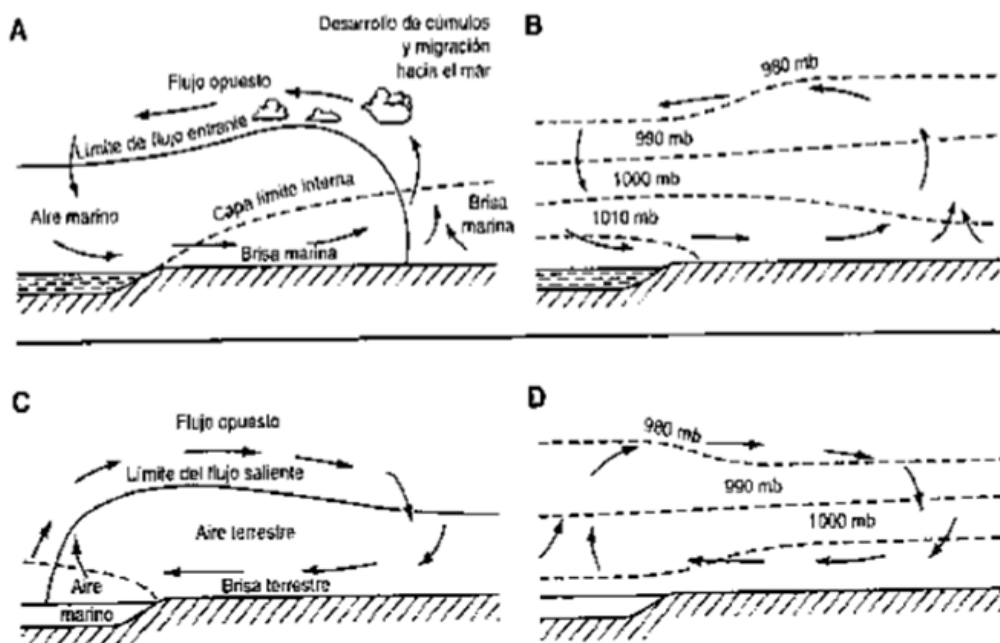 A
Desarrollo de cúmulos
y migración
hacia el mar
Flujo opuesto
Límite de flujo entrante
Capa límite interna
Aire marino
Brisa
marina
Brisa marina
B
980 mb
990 mb
1000 mb
1010 mb
C
Flujo opuesto
Límite del flujo saliente
Aire terrestre
Aire
marino
Brisa terrestre
D
980 mb
990 mb
1000 mb